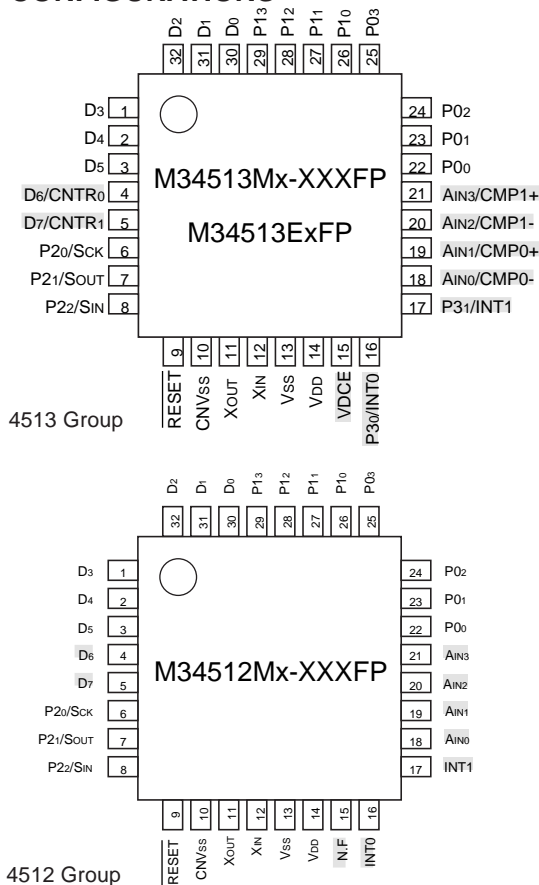 CONFIGURATIONS
D2 D1 D0 P13 P12 P11 P10 P03
32 31 30 29 28 27 26 25
D3 1
D4 2
D5 3
D6/CNTR0 4
D7/CNTR1 5
P20/SCK 6
P21/SOUT 7
P22/SIN 8
M34513Mx-XXXFP
M34513ExFP
24 P02
23 P01
22 P00
21 AIN3/CMP1+
20 AIN2/CMP1-
19 AIN1/CMP0+
18 AIN0/CMP0-
17 P31/INT1
9 10 11 12 13 14 15 16
RESET CNVSS XOUT XIN VSS VDD VDCE P30/INT0
4513 Group
D2 D1 D0 P13 P12 P11 P10 P03
32 31 30 29 28 27 26 25
D3 1
D4 2
D5 3
D6 4
D7 5
P20/SCK 6
P21/SOUT 7
P22/SIN 8
M34512Mx-XXXFP
24 P02
23 P01
22 P00
21 AIN3
20 AIN2
19 AIN1
18 AIN0
17 INT1
9 10 11 12 13 14 15 16
RESET CNVSS XOUT XIN VSS VDD N.F INT0
4512 Group